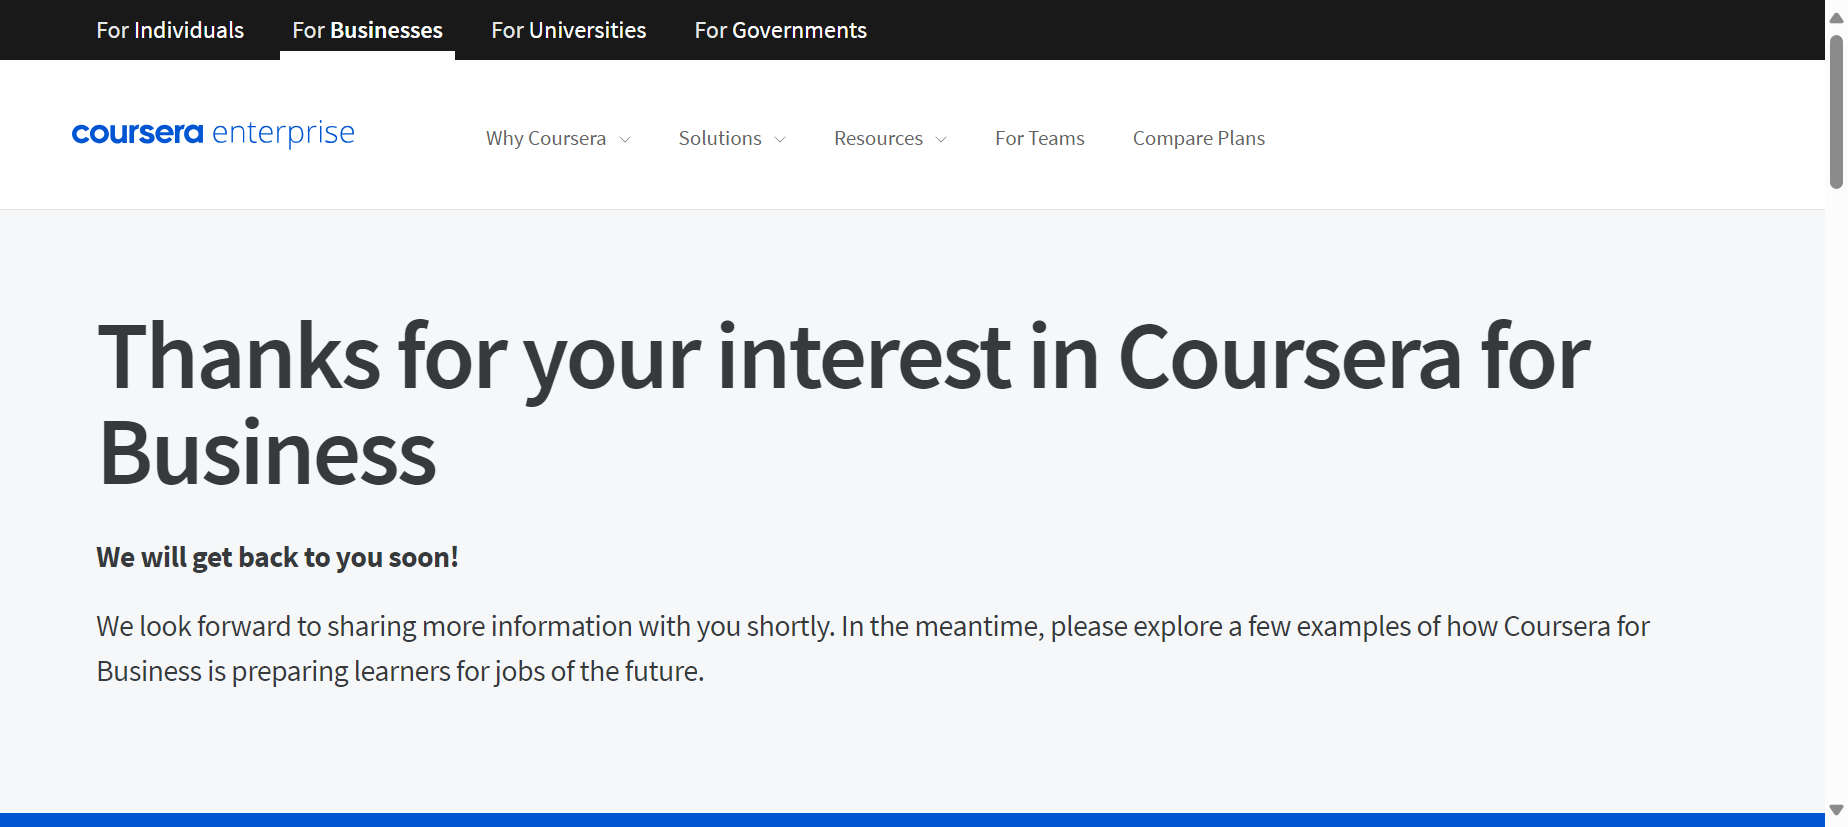 For Individuals For Businesses For Universities For Governments
coursera enterprise Why Coursera Solutions Resources For Teams Compare Plans
Thanks for your interest in Coursera for
Business
We will get back to you soon!
We look forward to sharing more information with you shortly. In the meantime, please explore a few examples of how Coursera for
Business is preparing learners for jobs of the future.